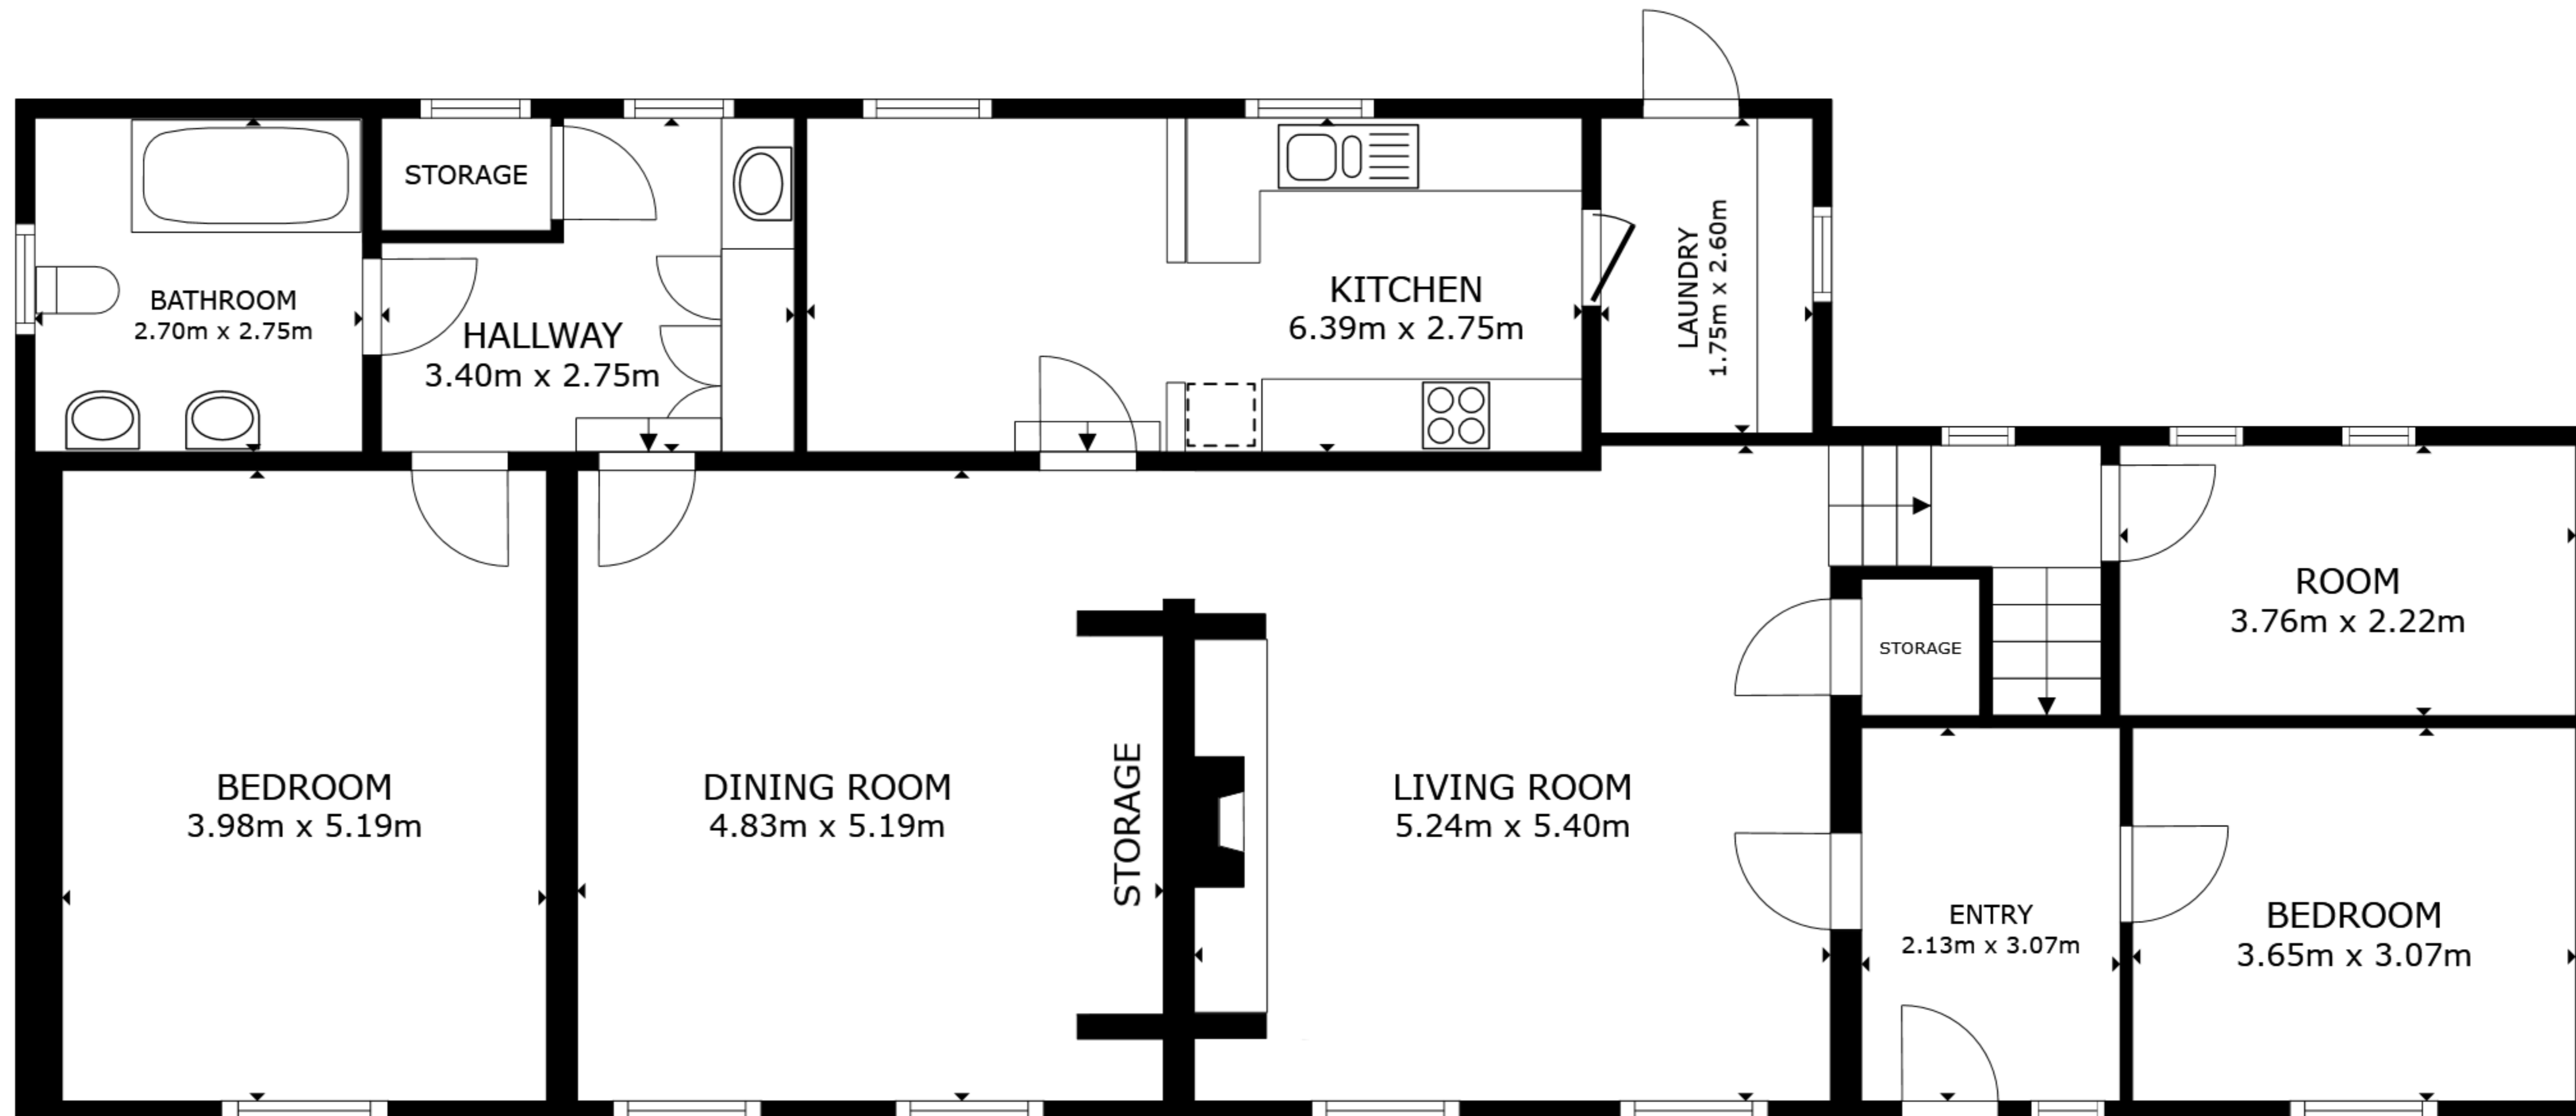 STORAGE
BATHROOM
2.70m x 2.75m
HALLWAY
3.40m x 2.75m
KITCHEN
6.39m x 2.75m
LAUNDRY
1.75m x 2.60m
ROOM
3.76m x 2.22m
STORAGE
BEDROOM
3.98m x 5.19m
DINING ROOM
4.83m x 5.19m
STORAGE
LIVING ROOM
5.24m x 5.40m
ENTRY
2.13m x 3.07m
BEDROOM
3.65m x 3.07m